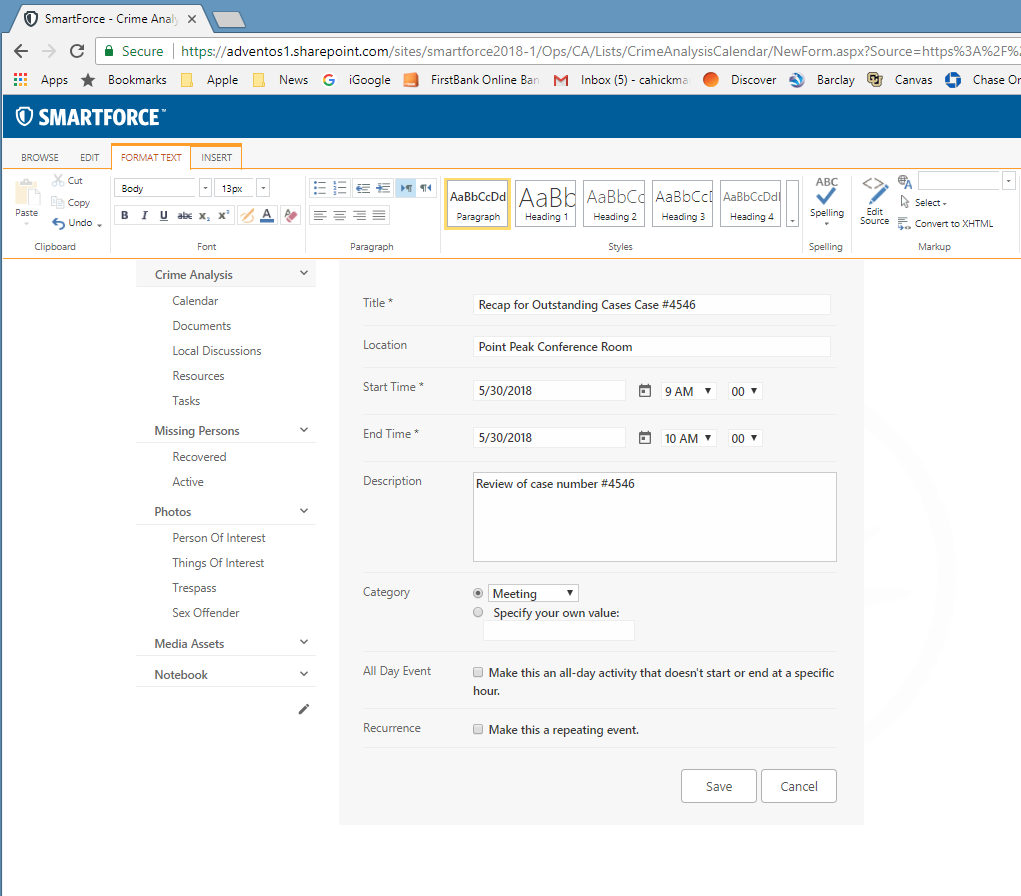 SmartForce - Crime Analy
Secure https://adventos1.sharepoint.com/sites/smartforce2018-1/Ops/CA/Lists/CrimeAnalysisCalendar/NewForm.aspx?Source=https%3A%2F%2
Apps Bookmarks Apple News iGoogle FirstBank Online Ban Inbox (5) - cahickma Discover Barclay Canvas Chase On
SMARTFORCE™
BROWSE EDIT FORMAT TEXT INSERT
Paste
Cut
Copy
Undo
Clipboard
Body 13px
B I U abc x₂ x² A
Font
Paragraph
AaBbCcDd AaBb AaBbCc AaBbCcD AaBbCcDdI
Paragraph Heading 1 Heading 2 Heading 3 Heading 4
Styles
ABC
Spelling
Spelling
Edit
Source
Select
Convert to XHTML
Markup
Crime Analysis
Calendar
Documents
Local Discussions
Resources
Tasks
Missing Persons
Recovered
Active
Photos
Person Of Interest
Things Of Interest
Trespass
Sex Offender
Media Assets
Notebook
Title * Recap for Outstanding Cases Case #4546
Location Point Peak Conference Room
Start Time * 5/30/2018 9 AM 00
End Time * 5/30/2018 10 AM 00
Description Review of case number #4546
Category Meeting
Specify your own value:
All Day Event Make this an all-day activity that doesn't start or end at a specific
hour.
Recurrence Make this a repeating event.
Save Cancel